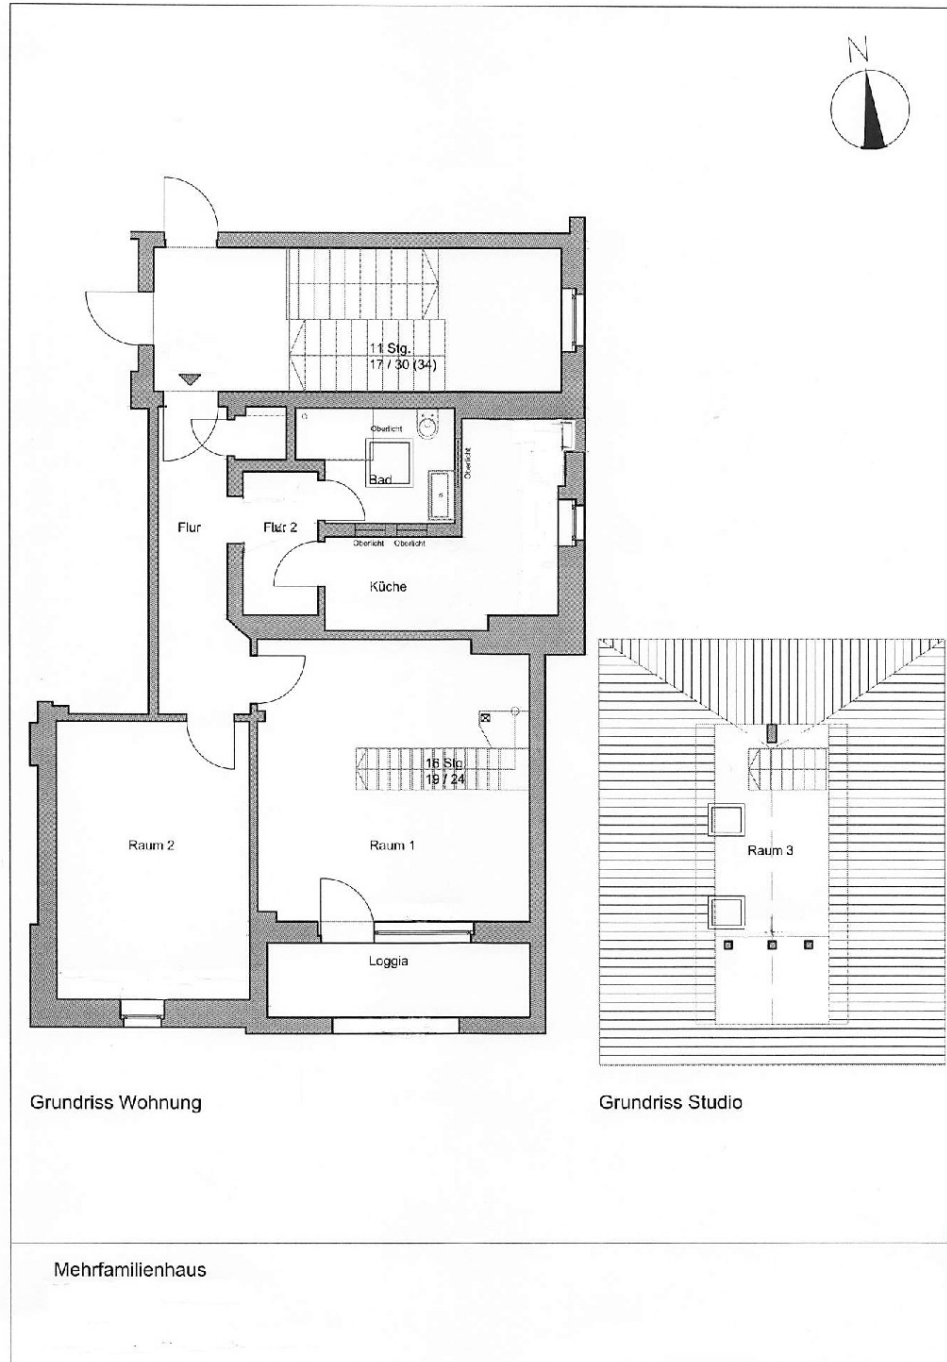 N
11 Stg.
17 / 30 (34)
Oberlicht
Oberlicht
Bad
Flur
Flur 2
Oberlicht
Oberlicht
Küche
16 Stg.
19 / 24
Raum 2
Raum 1
Raum 3
Loggia
Grundriss Wohnung
Grundriss Studio
Mehrfamilienhaus